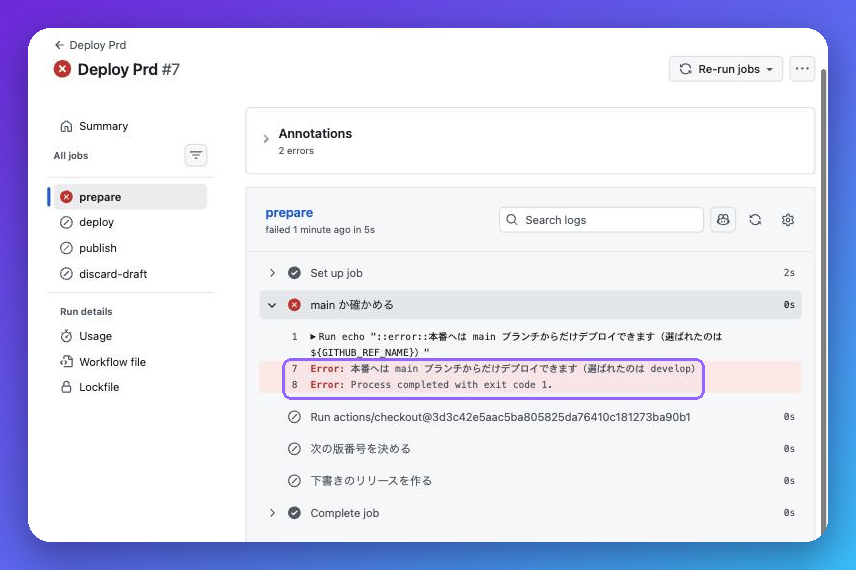 Deploy Prd
Deploy Prd #7
Re-run jobs
Summary
All jobs
prepare
deploy
publish
discard-draft
Run details
Usage
Workflow file
Lockfile
Annotations
2 errors
prepare
failed 1 minute ago in 5s
Search logs
Set up job 2s
main か確かめる 0s
1 ▶Run echo "::error::本番へは main ブランチからだけデプロイできます（選ばれたのは
${GITHUB_REF_NAME}）"
7 Error: 本番へは main ブランチからだけデプロイできます（選ばれたのは develop）
8 Error: Process completed with exit code 1.
Run actions/checkout@3d3c42e5aac5ba805825da76410c181273ba90b1 0s
次の版番号を決める 0s
下書きのリリースを作る 0s
Complete job 0s